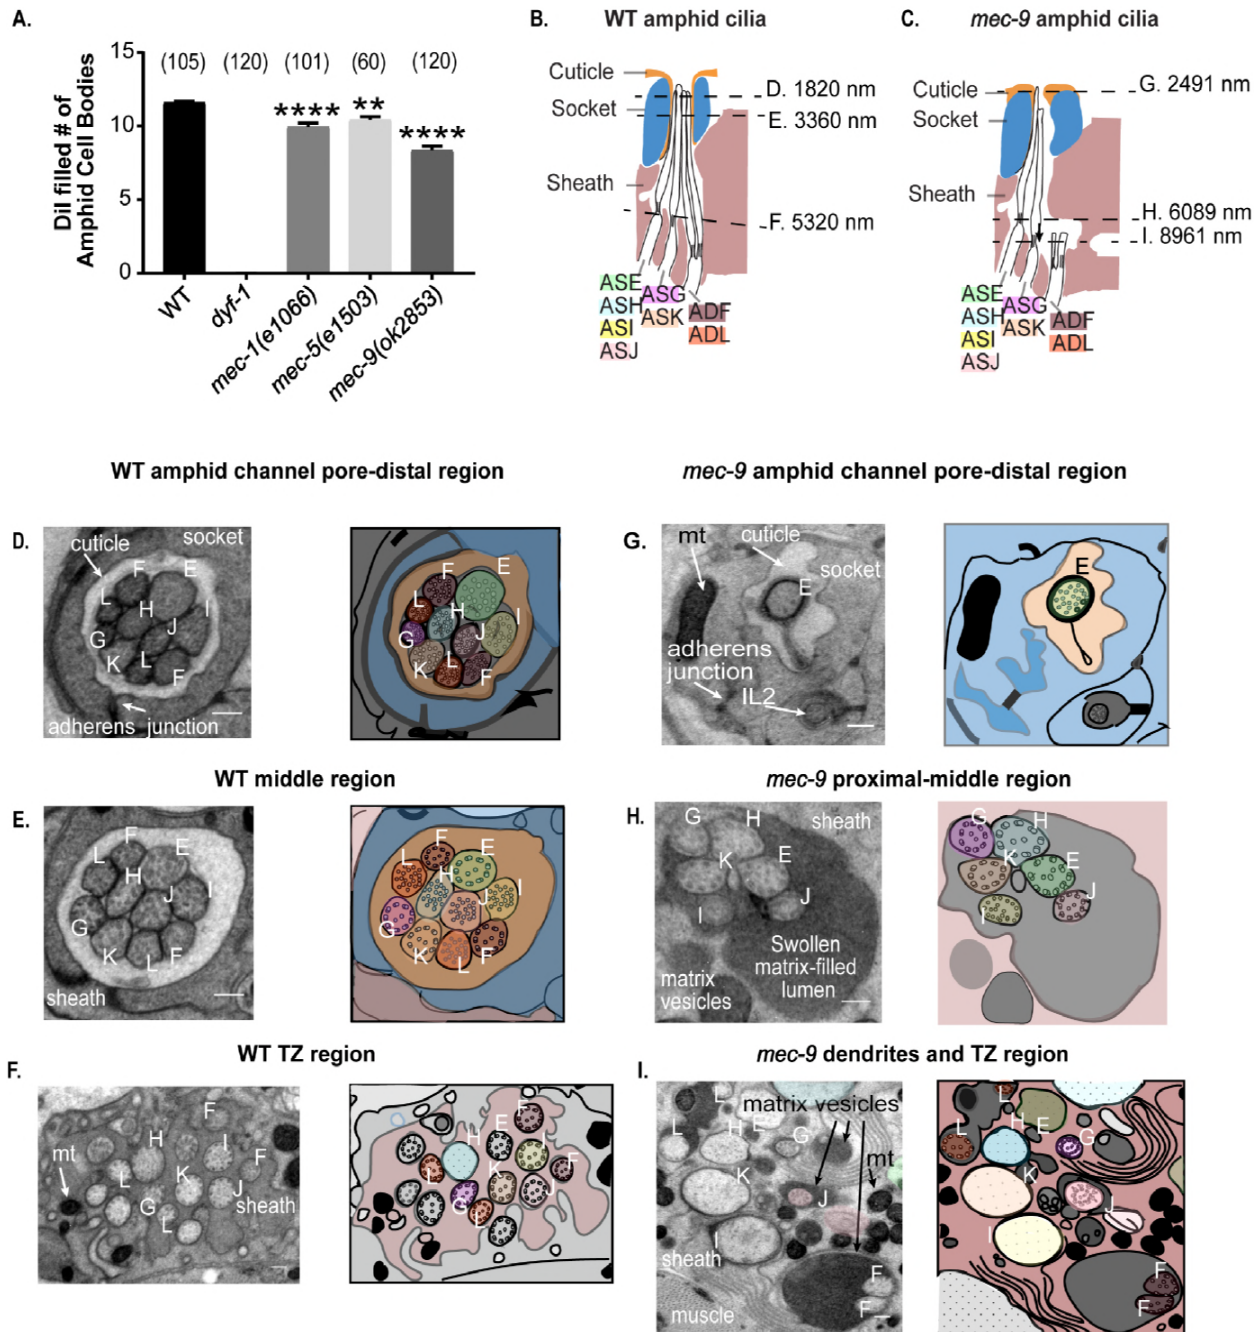 A.
15
10
5
0
DiI filled # of
Amphid Cell Bodies
(105) (120) (101) (60) (120)
**** ** ****
WT
dyf-1
mec-1(e1066)
mec-5(e1503)
mec-9(ok2853)
B. WT amphid cilia
Cuticle
Socket
Sheath
D. 1820 nm
E. 3360 nm
F. 5320 nm
ASE
ASH
ASI
ASJ
ASG
ASK
ADF
ADL
C. mec-9 amphid cilia
Cuticle
Socket
Sheath
G. 2491 nm
H. 6089 nm
I. 8961 nm
ASE
ASH
ASI
ASJ
ASG
ASK
ADF
ADL
WT amphid channel pore-distal region
D.
cuticle
socket
F E
L
H I
G J
K L F
adherens junction
F E
L H
G J I
K L F
mec-9 amphid channel pore-distal region
G.
mt
cuticle
socket
E
adherens
junction
IL2
E
WT middle region
E.
F
L E
H J I
G
K L F
sheath
F
L E
H
J I
G
K L F
mec-9 proximal-middle region
H.
G H sheath
K E
J
I
Swollen
matrix-filled
lumen
matrix
vesicles
G H
K E
J
I
WT TZ region
F.
F
mt H I
F
L K
G J
L sheath
F
E
H I
K F
L
G J
L
mec-9 dendrites and TZ region
I.
L matrix vesicles
L H E G
mt
K
J
I
sheath
F
F
muscle
L
L H E
G
K
J
I
F
F